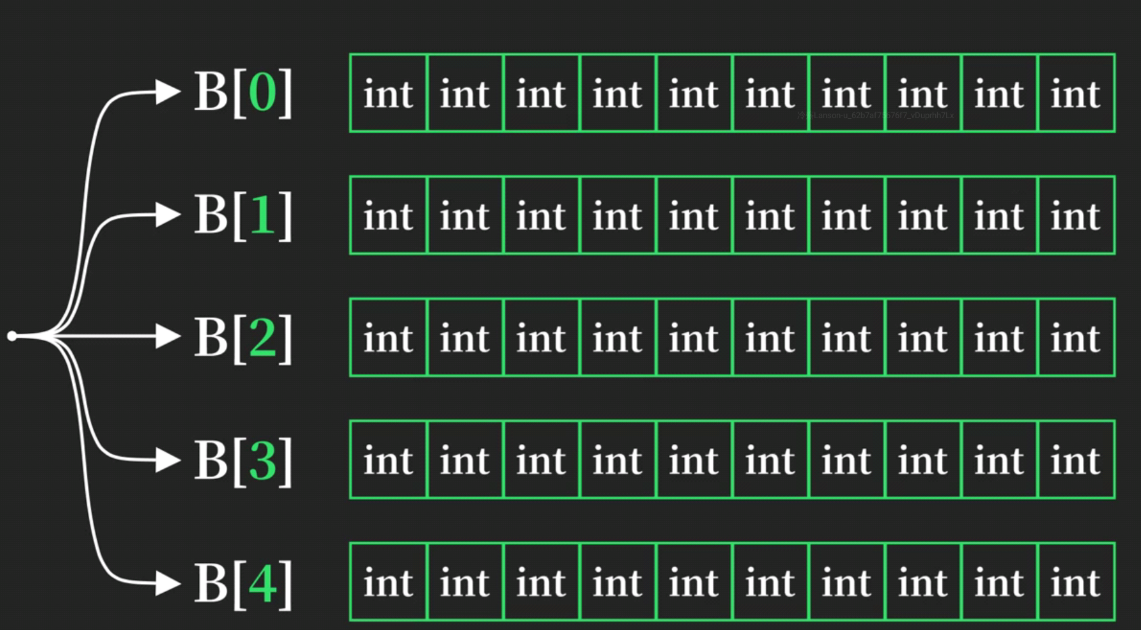 B[0] int int int int int int int int int int
B[1] int int int int int int int int int int
B[2] int int int int int int int int int int
B[3] int int int int int int int int int int
B[4] int int int int int int int int int int